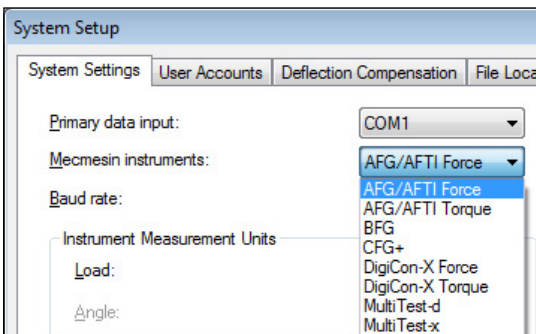 System Setup
System Settings User Accounts Deflection Compensation File Loca
Primary data input: COM1
Mecmesin instruments: AFG/AFTI Force
Baud rate: AFG/AFTI Force
AFG/AFTI Torque
BFG
Instrument Measurement Units CFG+
Load: DigiCon-X Force
DigiCon-X Torque
Angle: MultiTest-d
MultiTest-x